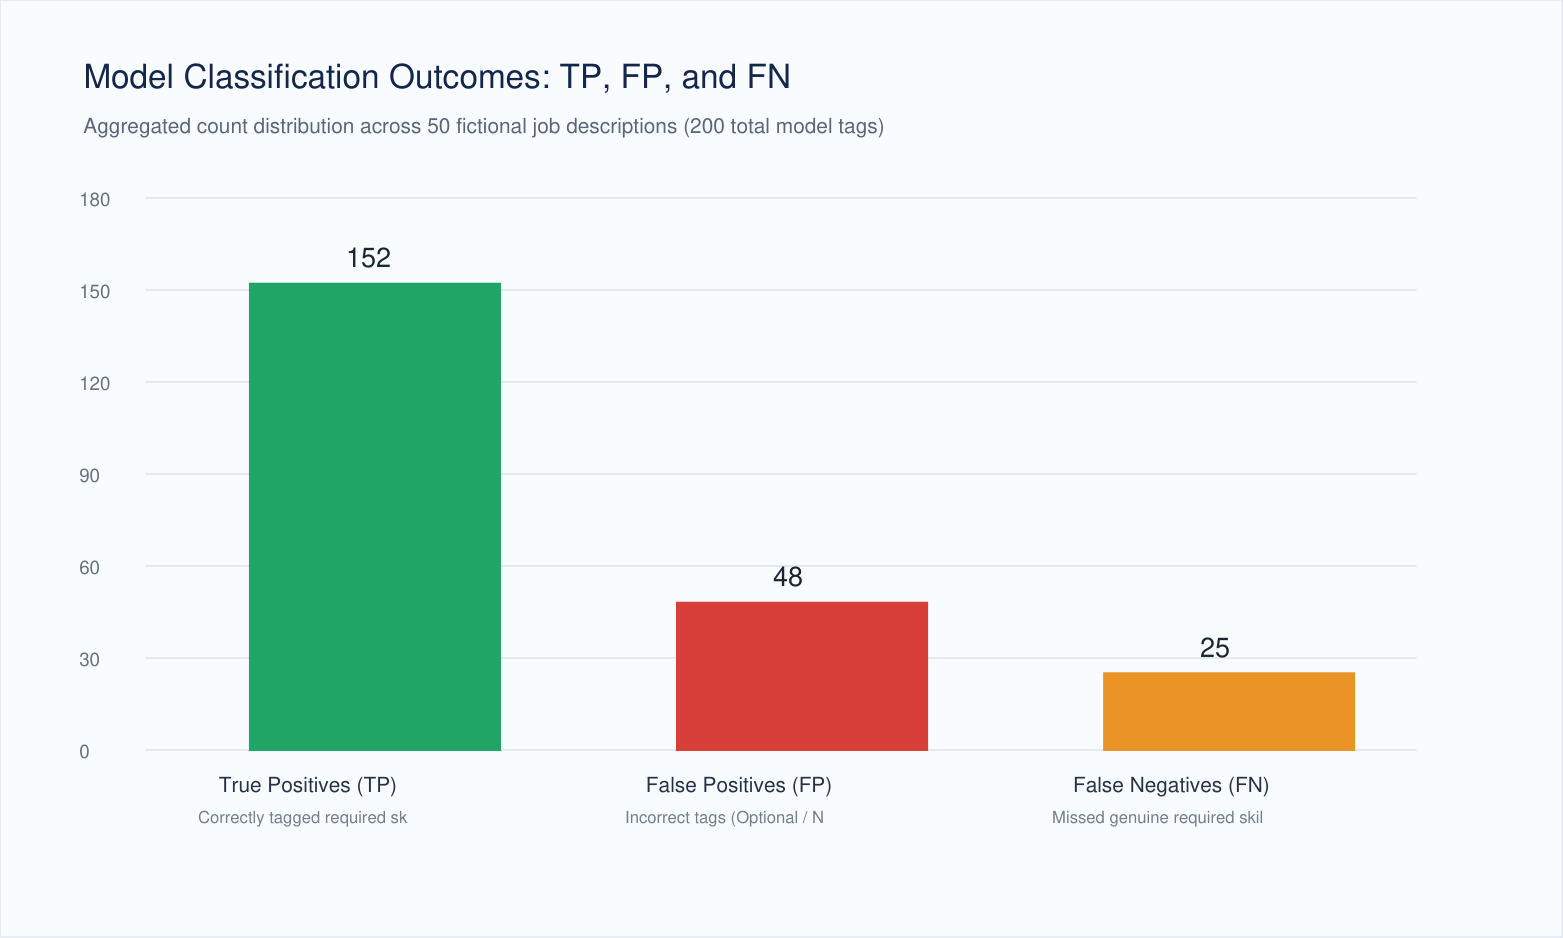 Model Classification Outcomes: TP, FP, and FN
Aggregated count distribution across 50 fictional job descriptions (200 total model tags)
180
152
150
120
90
60
48
30
25
0
True Positives (TP) False Positives (FP) False Negatives (FN)
Correctly tagged required sk Incorrect tags (Optional / N Missed genuine required skil